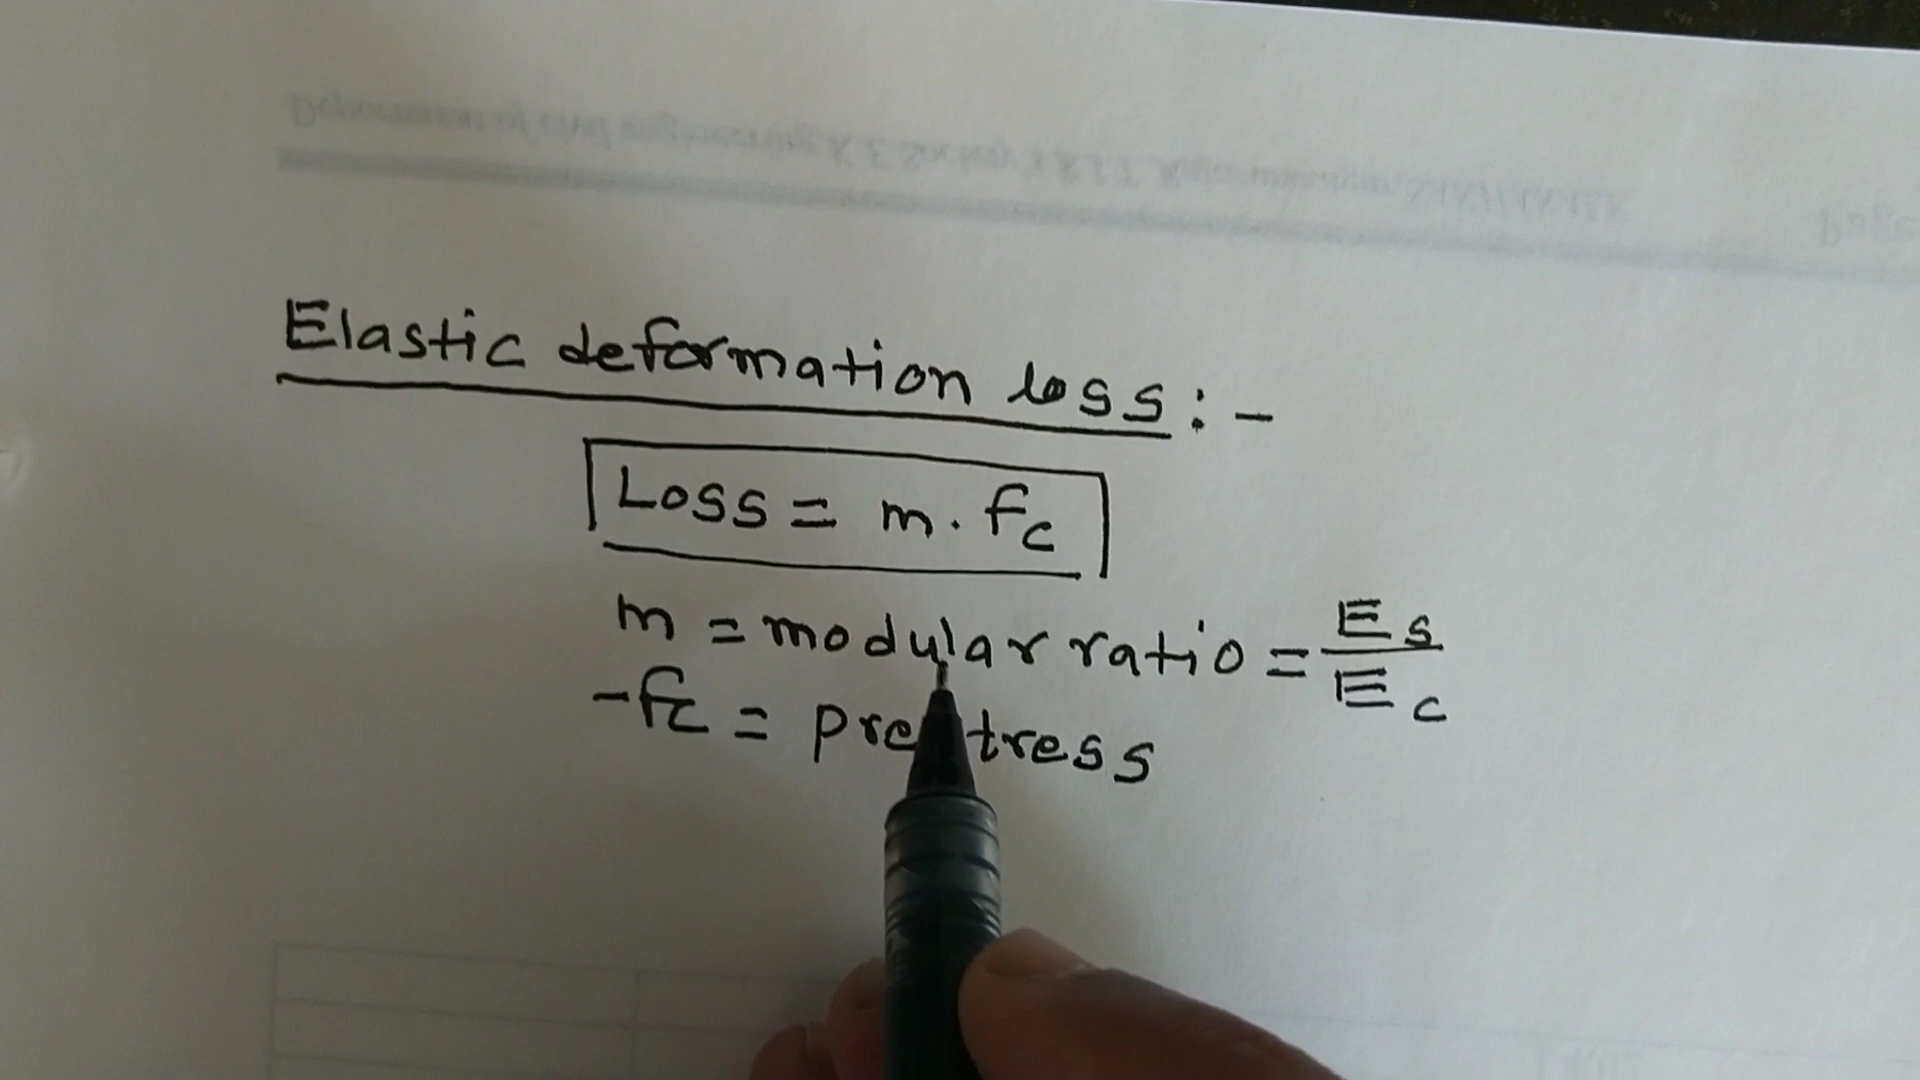 Elastic deformation loss :-
Loss = m . fc
m = modular ratio = Es/Ec
-fc = pre tress